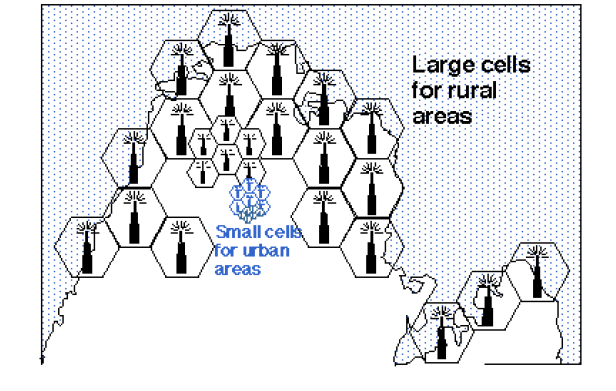 Large cells
for rural
areas
Small cells
for urban
areas